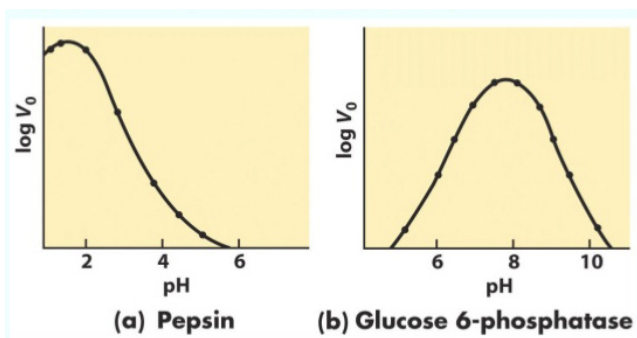 log V0
2 4 6
pH
(a) Pepsin
log V0
6 8 10
pH
(b) Glucose 6-phosphatase